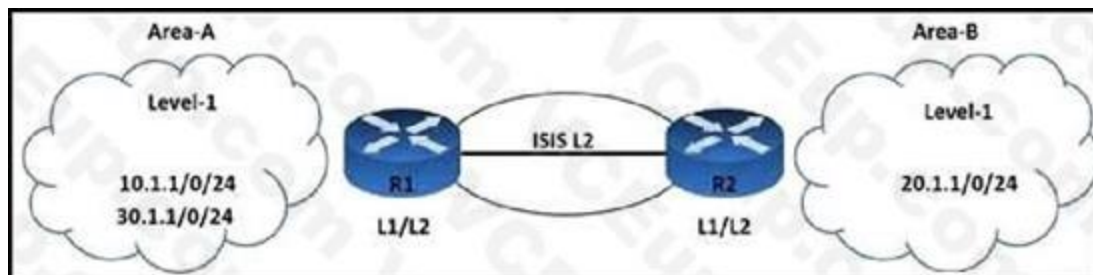 Area-A
Level-1
10.1.1/0/24
30.1.1/0/24
R1
L1/L2
ISIS L2
R2
L1/L2
Area-B
Level-1
20.1.1/0/24